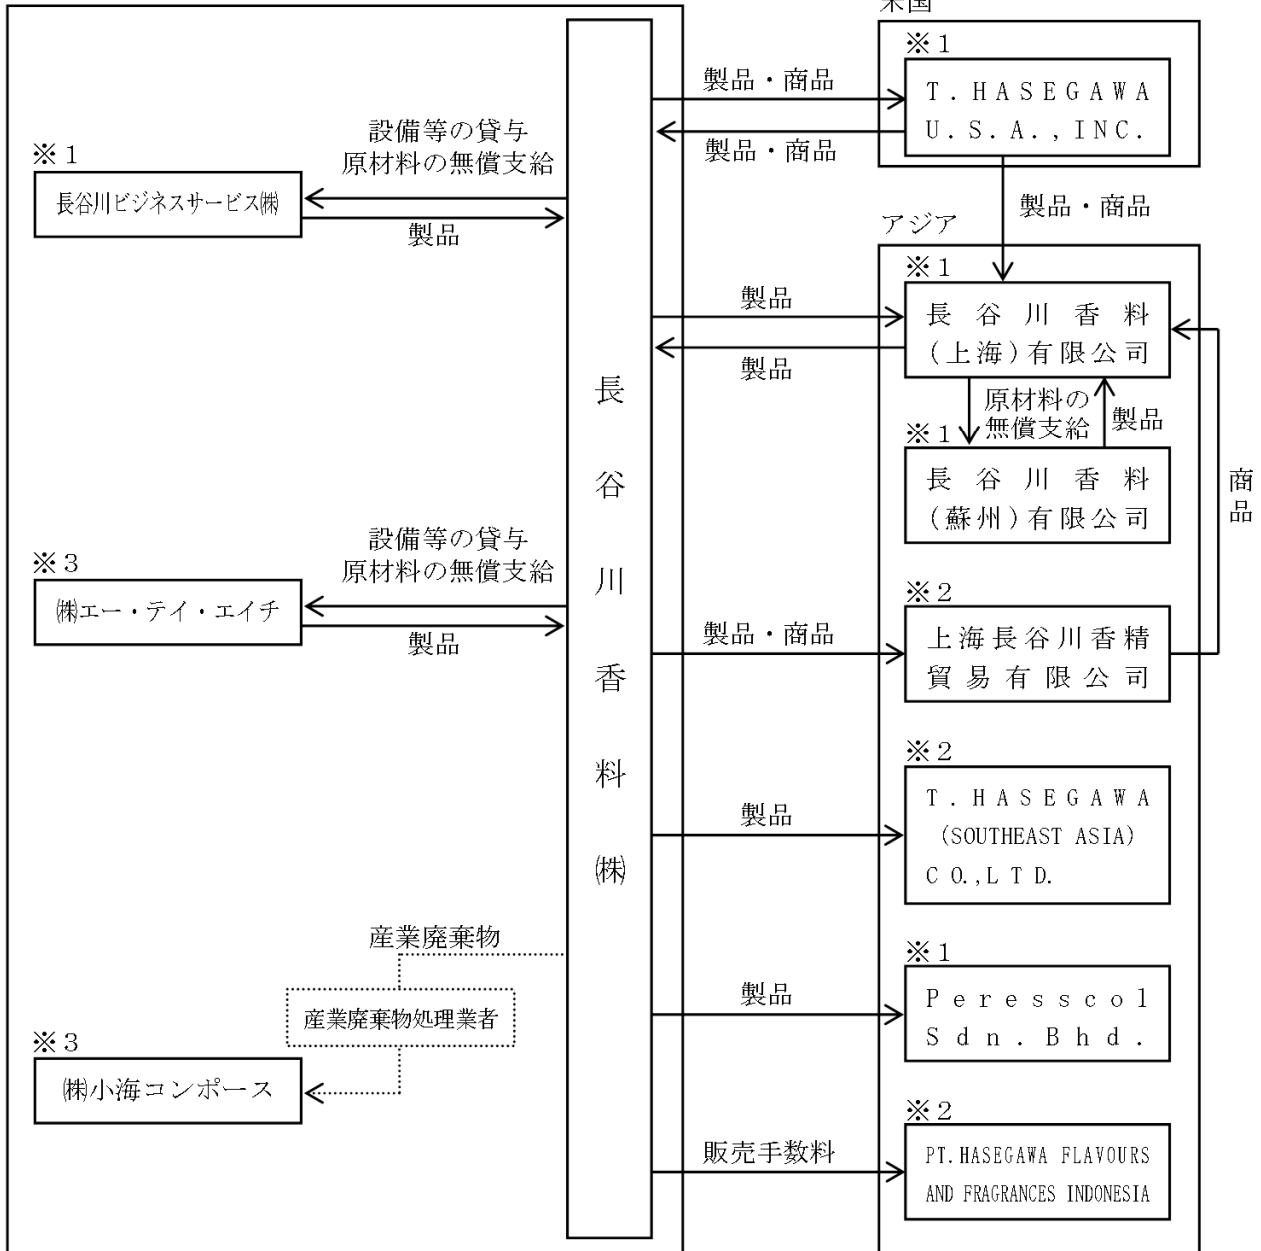 米国
※1
T.HASEGAWA
U.S.A.,INC.
製品・商品
製品・商品
製品・商品
設備等の貸与
原材料の無償支給
※1
長谷川ビジネスサービス㈱
製品
アジア
※1
長谷川香料
(上海)有限公司
製品
製品
原材料の
無償支給
製品
※1
長谷川香料
(蘇州)有限公司
商品
長谷川香料㈱
設備等の貸与
原材料の無償支給
※3
㈱エー・テイ・エイチ
製品
※2
上海長谷川香精
貿易有限公司
製品・商品
※2
T.HASEGAWA
(SOUTHEAST ASIA)
CO.,LTD.
製品
産業廃棄物
産業廃棄物処理業者
※3
㈱小海コンポース
※1
Peresscol
Sdn.Bhd.
製品
※2
PT.HASEGAWA FLAVOURS
AND FRAGRANCES INDONESIA
販売手数料